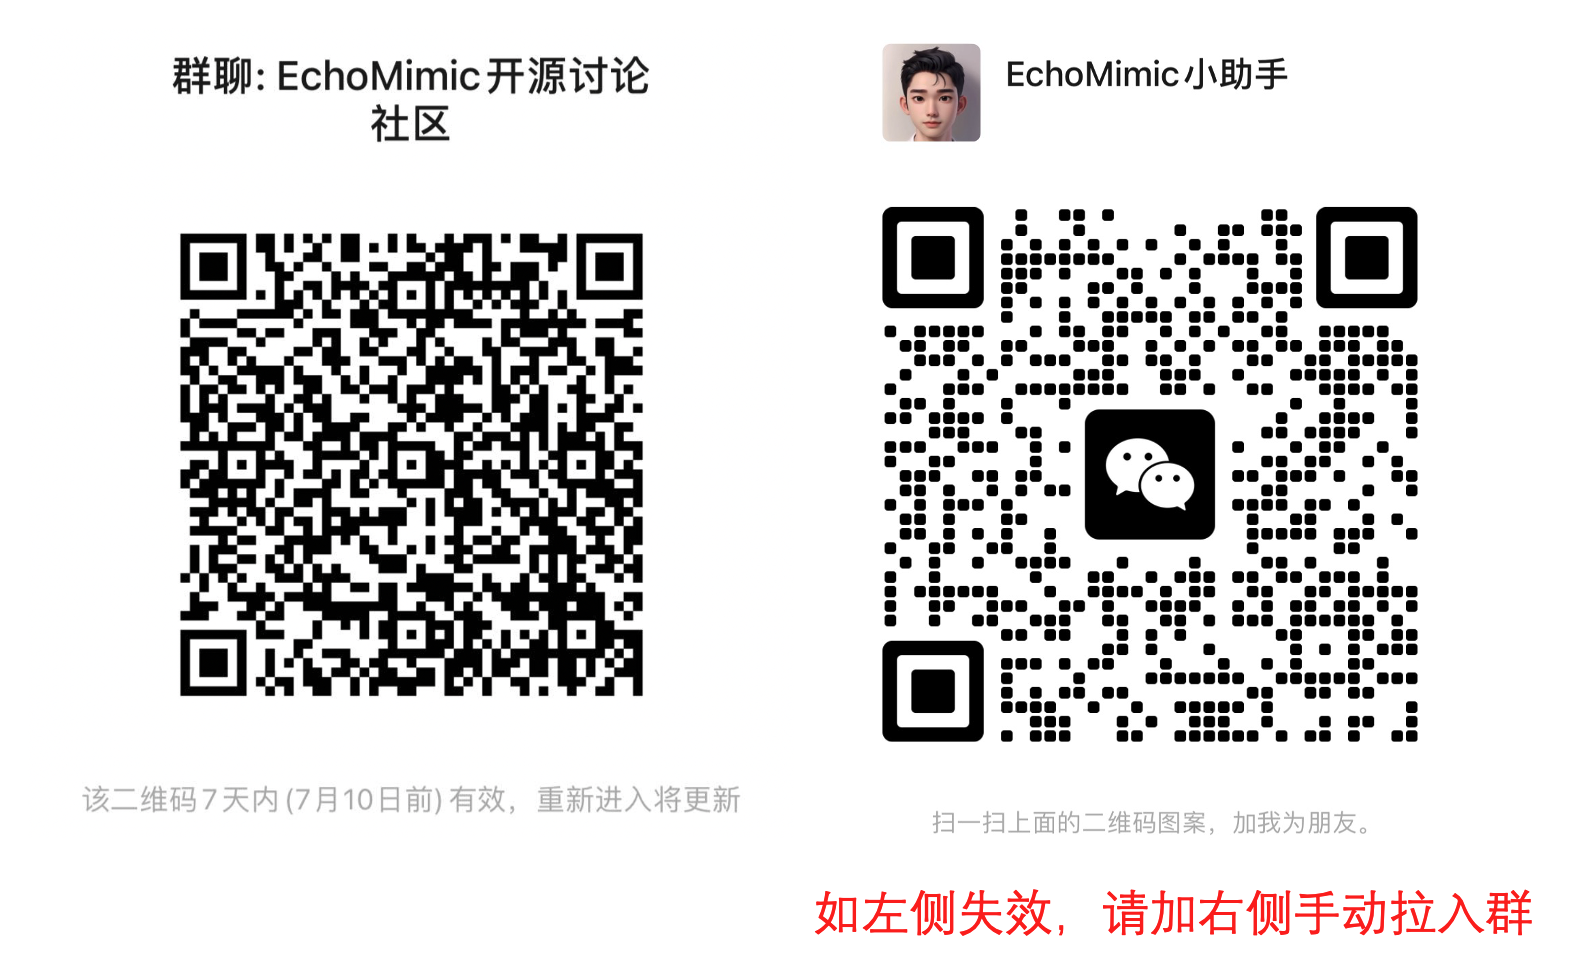 群聊: EchoMimic开源讨论
社区
该二维码7天内(7月10日前)有效，重新进入将更新
EchoMimic小助手
扫一扫上面的二维码图案，加我为朋友。
如左侧失效，请加右侧手动拉入群